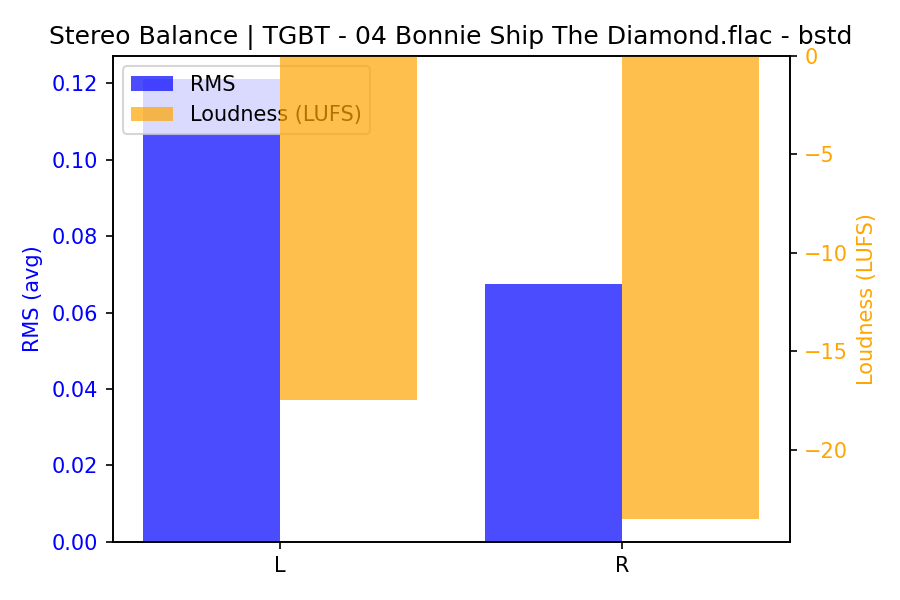 Stereo Balance | TGBT - 04 Bonnie Ship The Diamond.flac - bstd
RMS
Loudness (LUFS)
0.12
0.10
0.08
0.06
0.04
0.02
0.00
RMS (avg)
0
−5
−10
−15
−20
Loudness (LUFS)
L
R